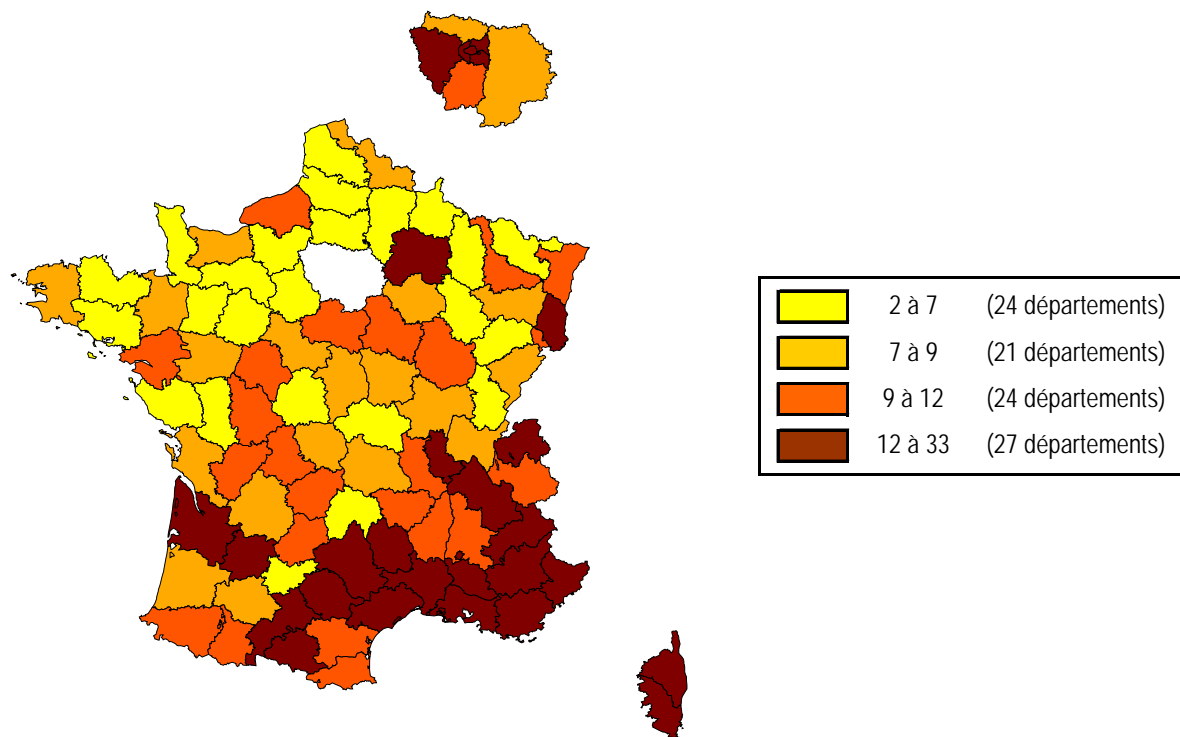 2 à 7 (24 départements)
7 à 9 (21 départements)
9 à 12 (24 départements)
12 à 33 (27 départements)